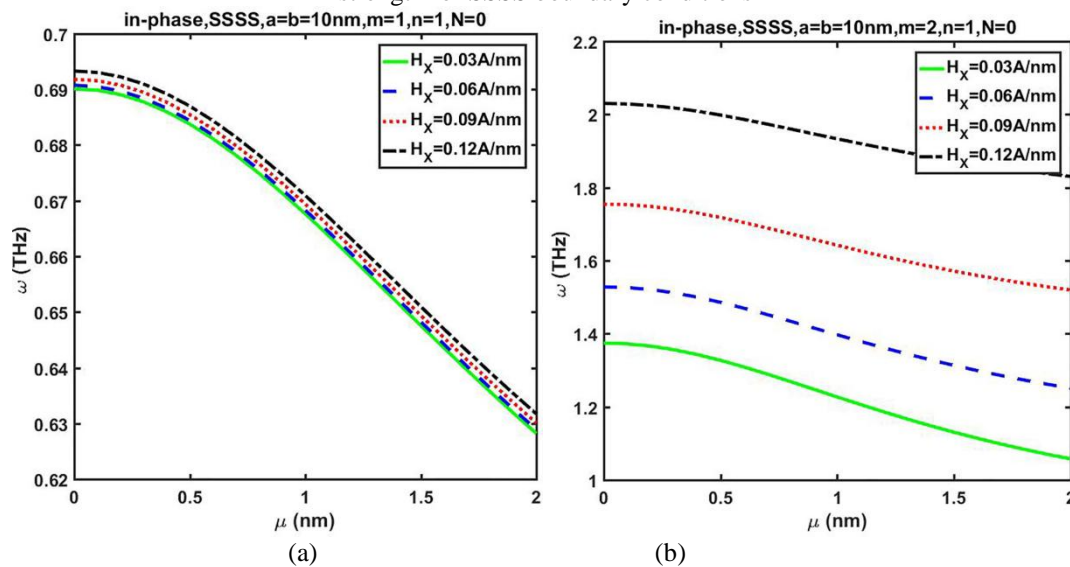 in-phase,SSSS,a=b=10nm,m=1,n=1,N=0
0.7
0.69
0.68
0.67
0.66
0.65
0.64
0.63
0.62
ω (THz)
H_X=0.03A/nm
H_X=0.06A/nm
H_X=0.09A/nm
H_X=0.12A/nm
0 0.5 1 1.5 2
μ (nm)
(a)
in-phase,SSSS,a=b=10nm,m=2,n=1,N=0
2.2
2
1.8
1.6
1.4
1.2
1
ω (THz)
H_X=0.03A/nm
H_X=0.06A/nm
H_X=0.09A/nm
H_X=0.12A/nm
0 0.5 1 1.5 2
μ (nm)
(b)